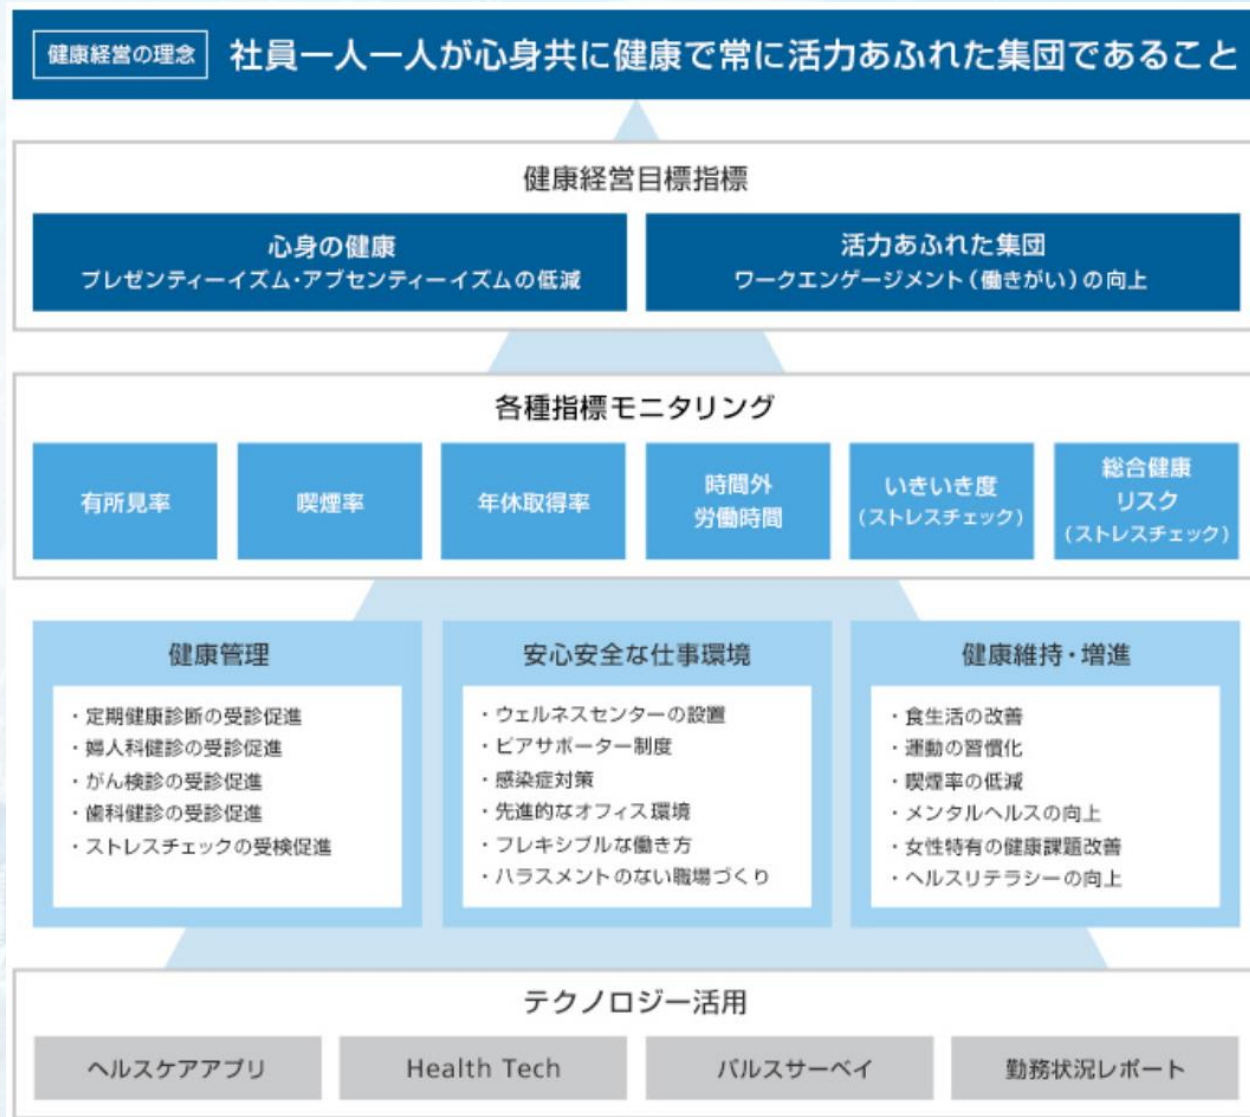 健康経営の理念 社員一人一人が心身共に健康で常に活力あふれた集団であること
健康経営目標指標
心身の健康
プレゼンティーイズム・アブセンティーイズムの低減
活力あふれた集団
ワークエンゲージメント(働きがい)の向上
各種指標モニタリング
有所見率
喫煙率
年休取得率
時間外
労働時間
いきいき度
(ストレスチェック)
総合健康
リスク
(ストレスチェック)
健康管理
・定期健康診断の受診促進
・婦人科健診の受診促進
・がん検診の受診促進
・歯科健診の受診促進
・ストレスチェックの受検促進
安心安全な仕事環境
・ウェルネスセンターの設置
・ピアサポーター制度
・感染症対策
・先進的なオフィス環境
・フレキシブルな働き方
・ハラスメントのない職場づくり
健康維持・増進
・食生活の改善
・運動の習慣化
・喫煙率の低減
・メンタルヘルスの向上
・女性特有の健康課題改善
・ヘルスリテラシーの向上
テクノロジー活用
ヘルスケアアプリ
Health Tech
パルスサーベイ
勤務状況レポート